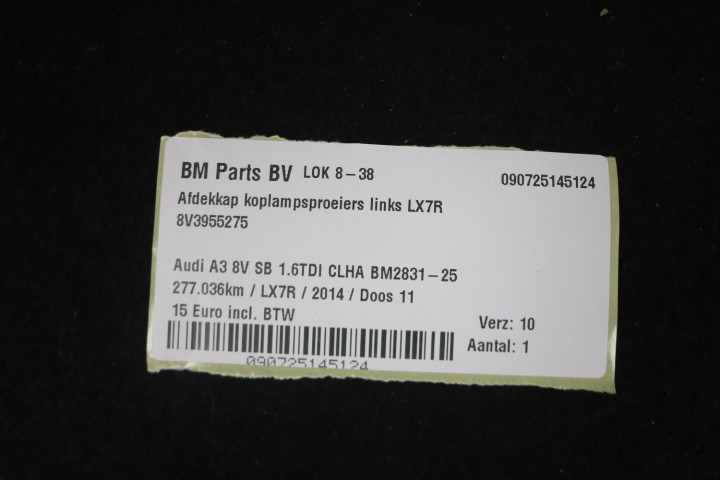 BM Parts BV LOK 8-38 090725145124
Afdekkap koplampsproeiers links LX7R
8V3955275
Audi A3 8V SB 1.6TDI CLHA BM2831-25
277.036km / LX7R / 2014 / Doos 11
15 Euro incl. BTW Verz: 10
Aantal: 1
090725145124